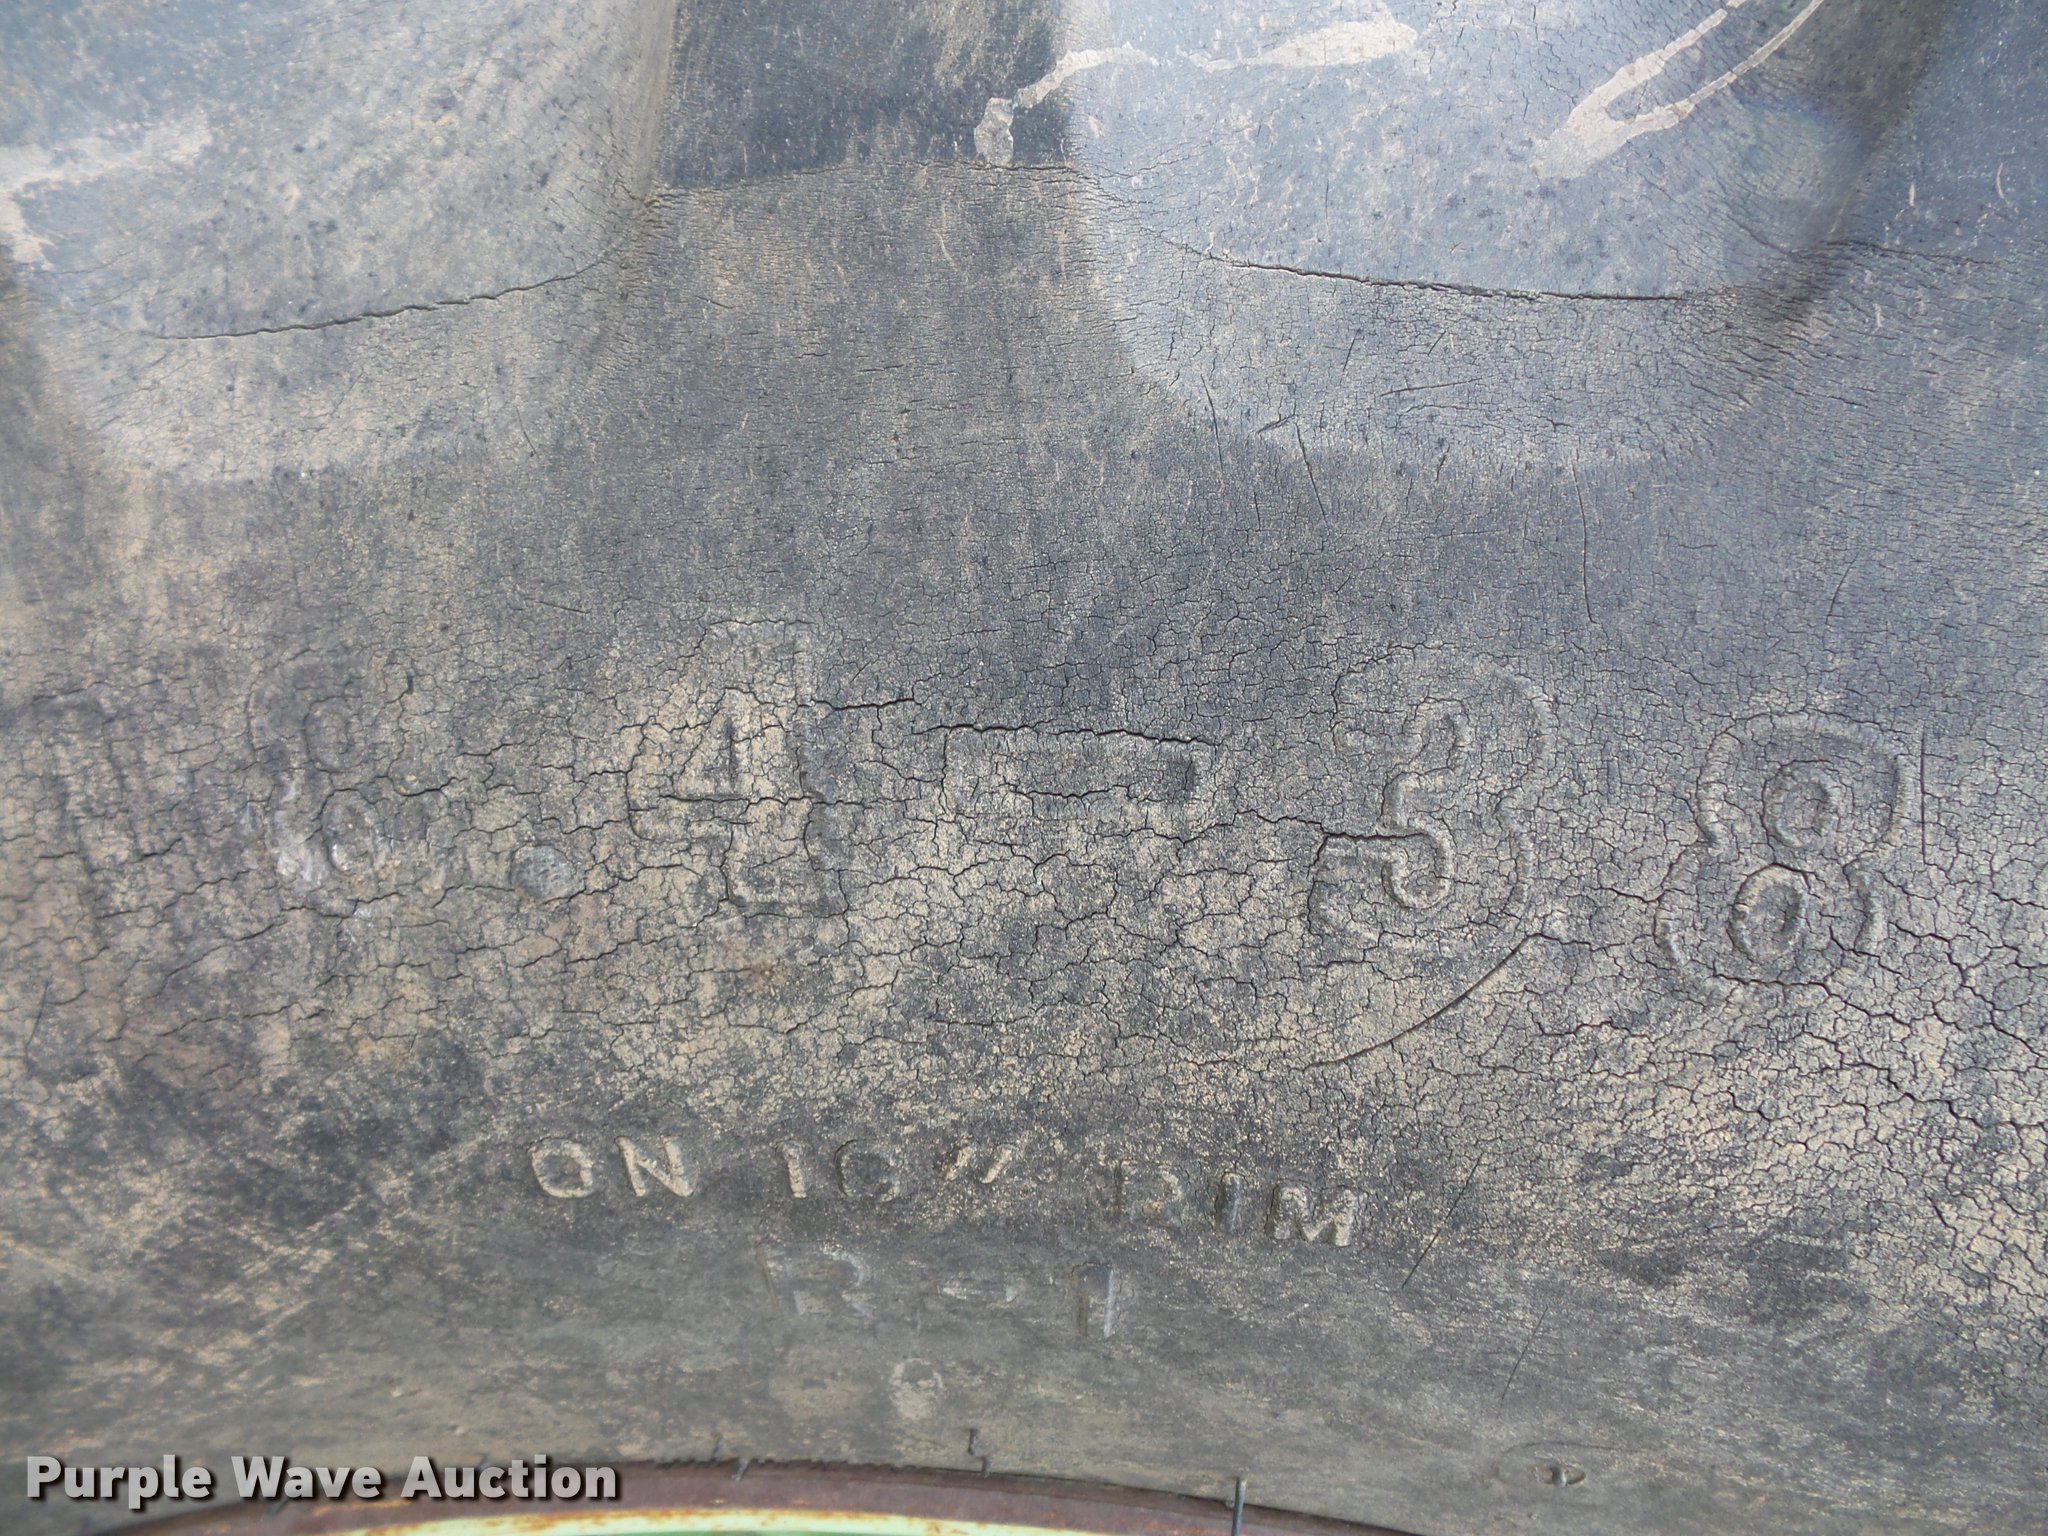 18.4-38
ON 16" RIM
R-1
Purple Wave Auction